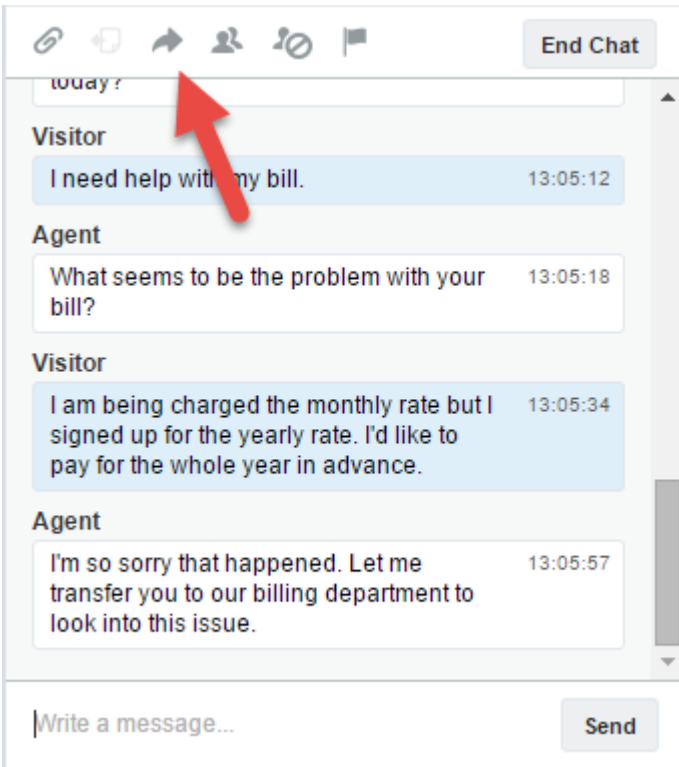 End Chat
today?
Visitor
I need help with my bill.
13:05:12
Agent
What seems to be the problem with your
13:05:18
bill?
Visitor
I am being charged the monthly rate but I
13:05:34
signed up for the yearly rate. I'd like to
pay for the whole year in advance.
Agent
I'm so sorry that happened. Let me
13:05:57
transfer you to our billing department to
look into this issue.
Write a message...
Send